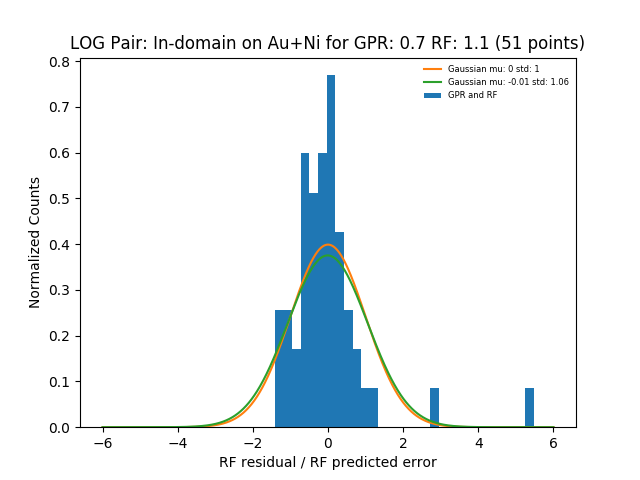 LOG Pair: In-domain on Au+Ni for GPR: 0.7 RF: 1.1 (51 points)
Gaussian mu: 0 std: 1
Gaussian mu: -0.01 std: 1.06
GPR and RF
Normalized Counts
0.8
0.7
0.6
0.5
0.4
0.3
0.2
0.1
0.0
−6 −4 −2 0 2 4 6
RF residual / RF predicted error